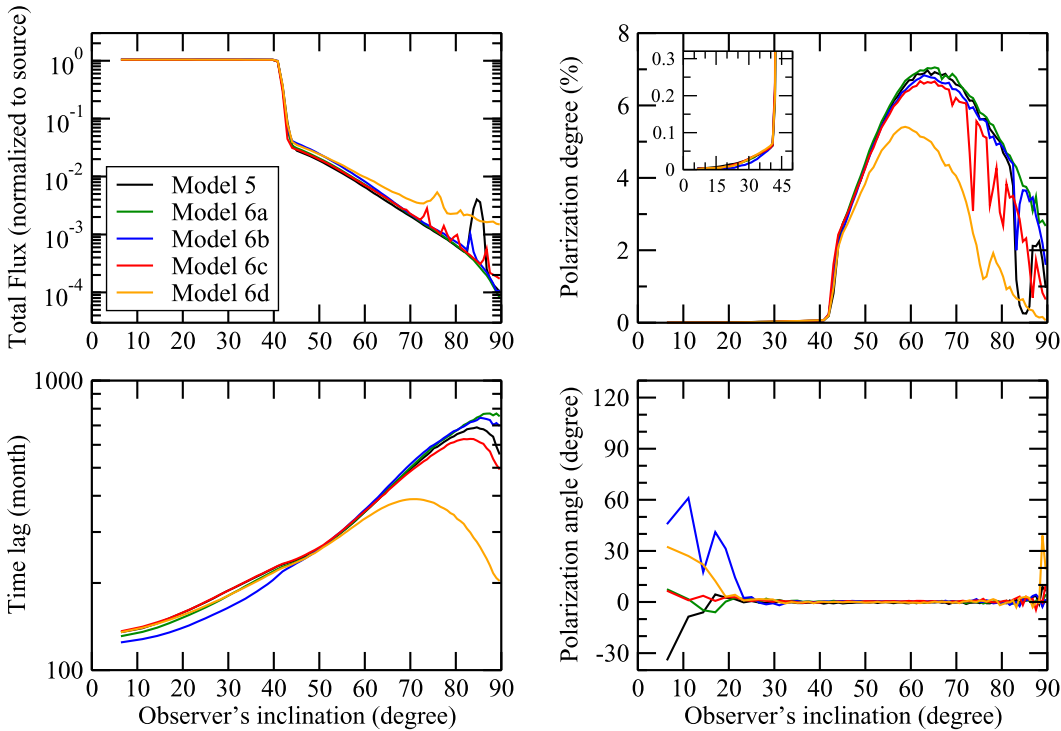 Total Flux (normalized to source)
10^0
10^-1
10^-2
10^-3
10^-4
Model 5
Model 6a
Model 6b
Model 6c
Model 6d
0 10 20 30 40 50 60 70 80 90
Polarization degree (%)
8
6
4
2
0
0.3
0.2
0.1
0
0 15 30 45
0 10 20 30 40 50 60 70 80 90
Time lag (month)
1000
100
0 10 20 30 40 50 60 70 80 90
Observer's inclination (degree)
Polarization angle (degree)
120
90
60
30
0
-30
0 10 20 30 40 50 60 70 80 90
Observer's inclination (degree)